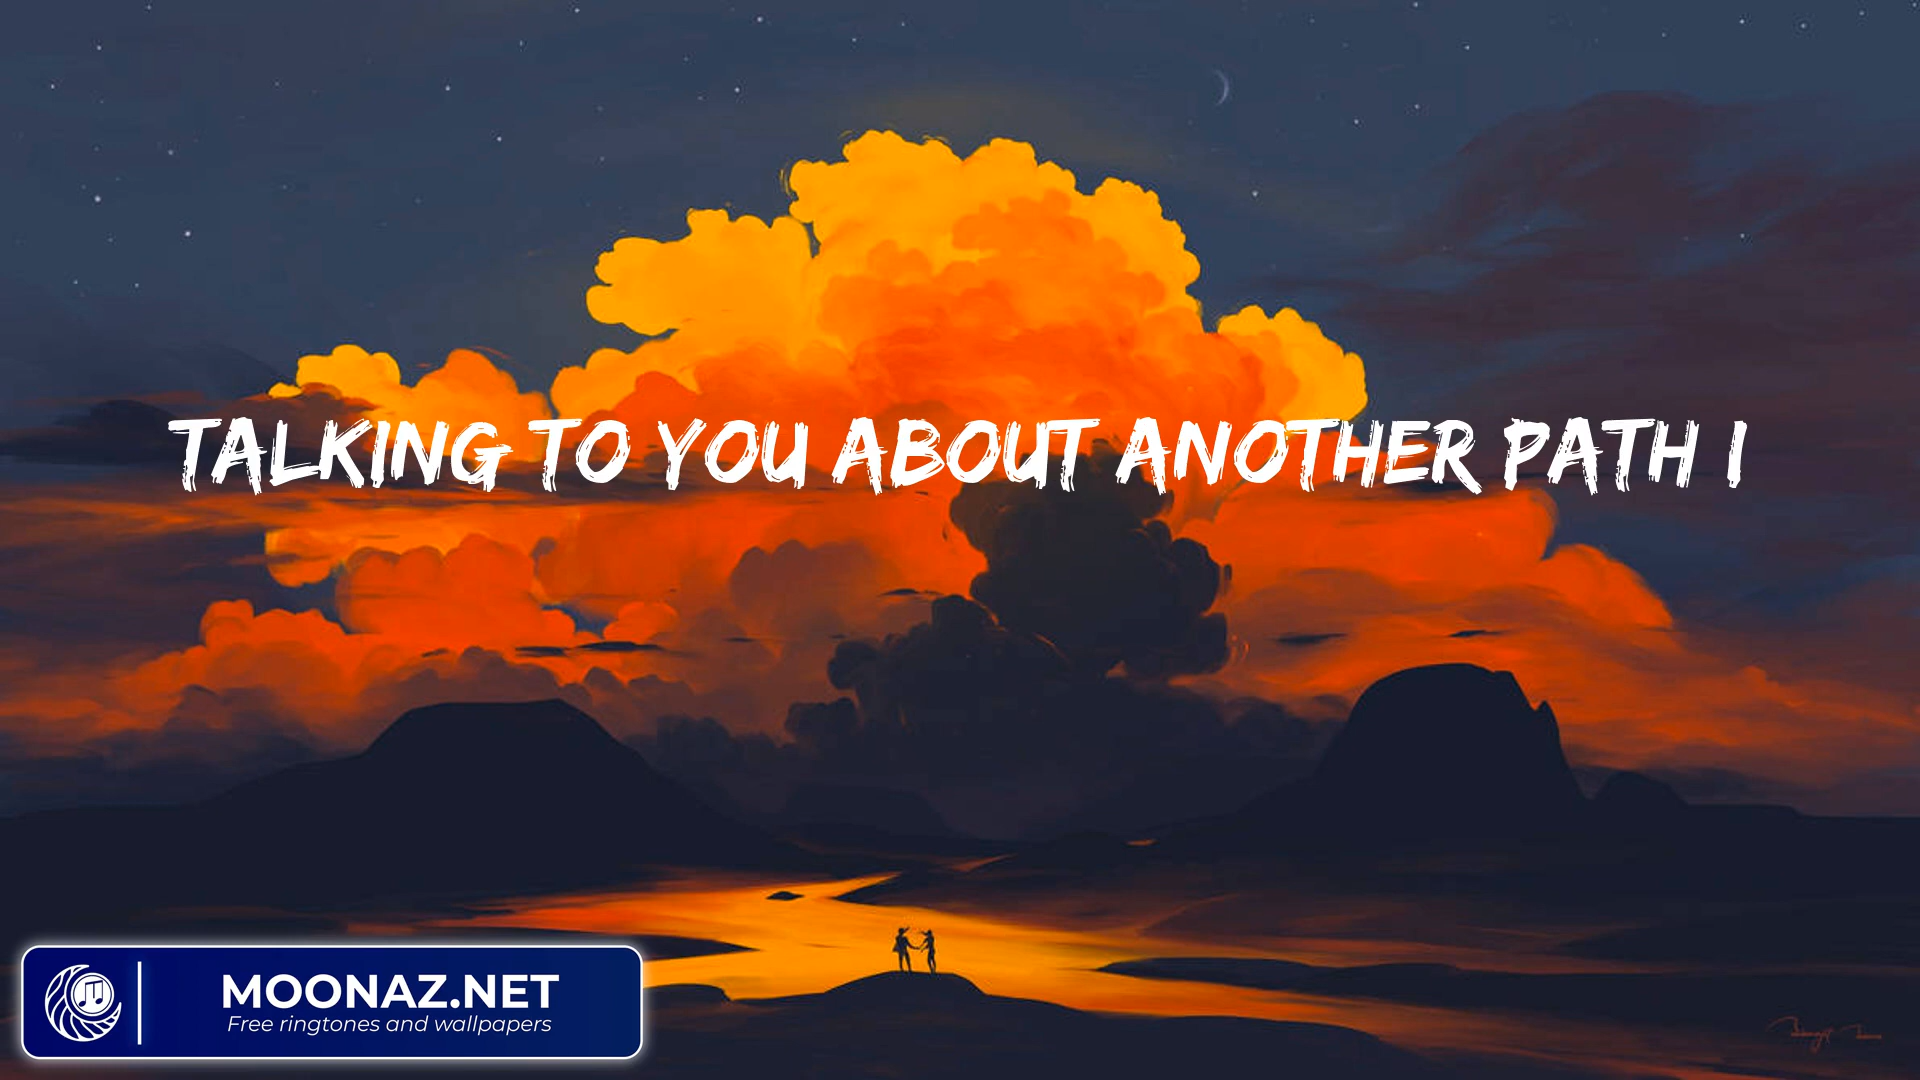 TALKING TO YOU ABOUT ANOTHER PATH I
MOONAZ.NET
Free ringtones and wallpapers